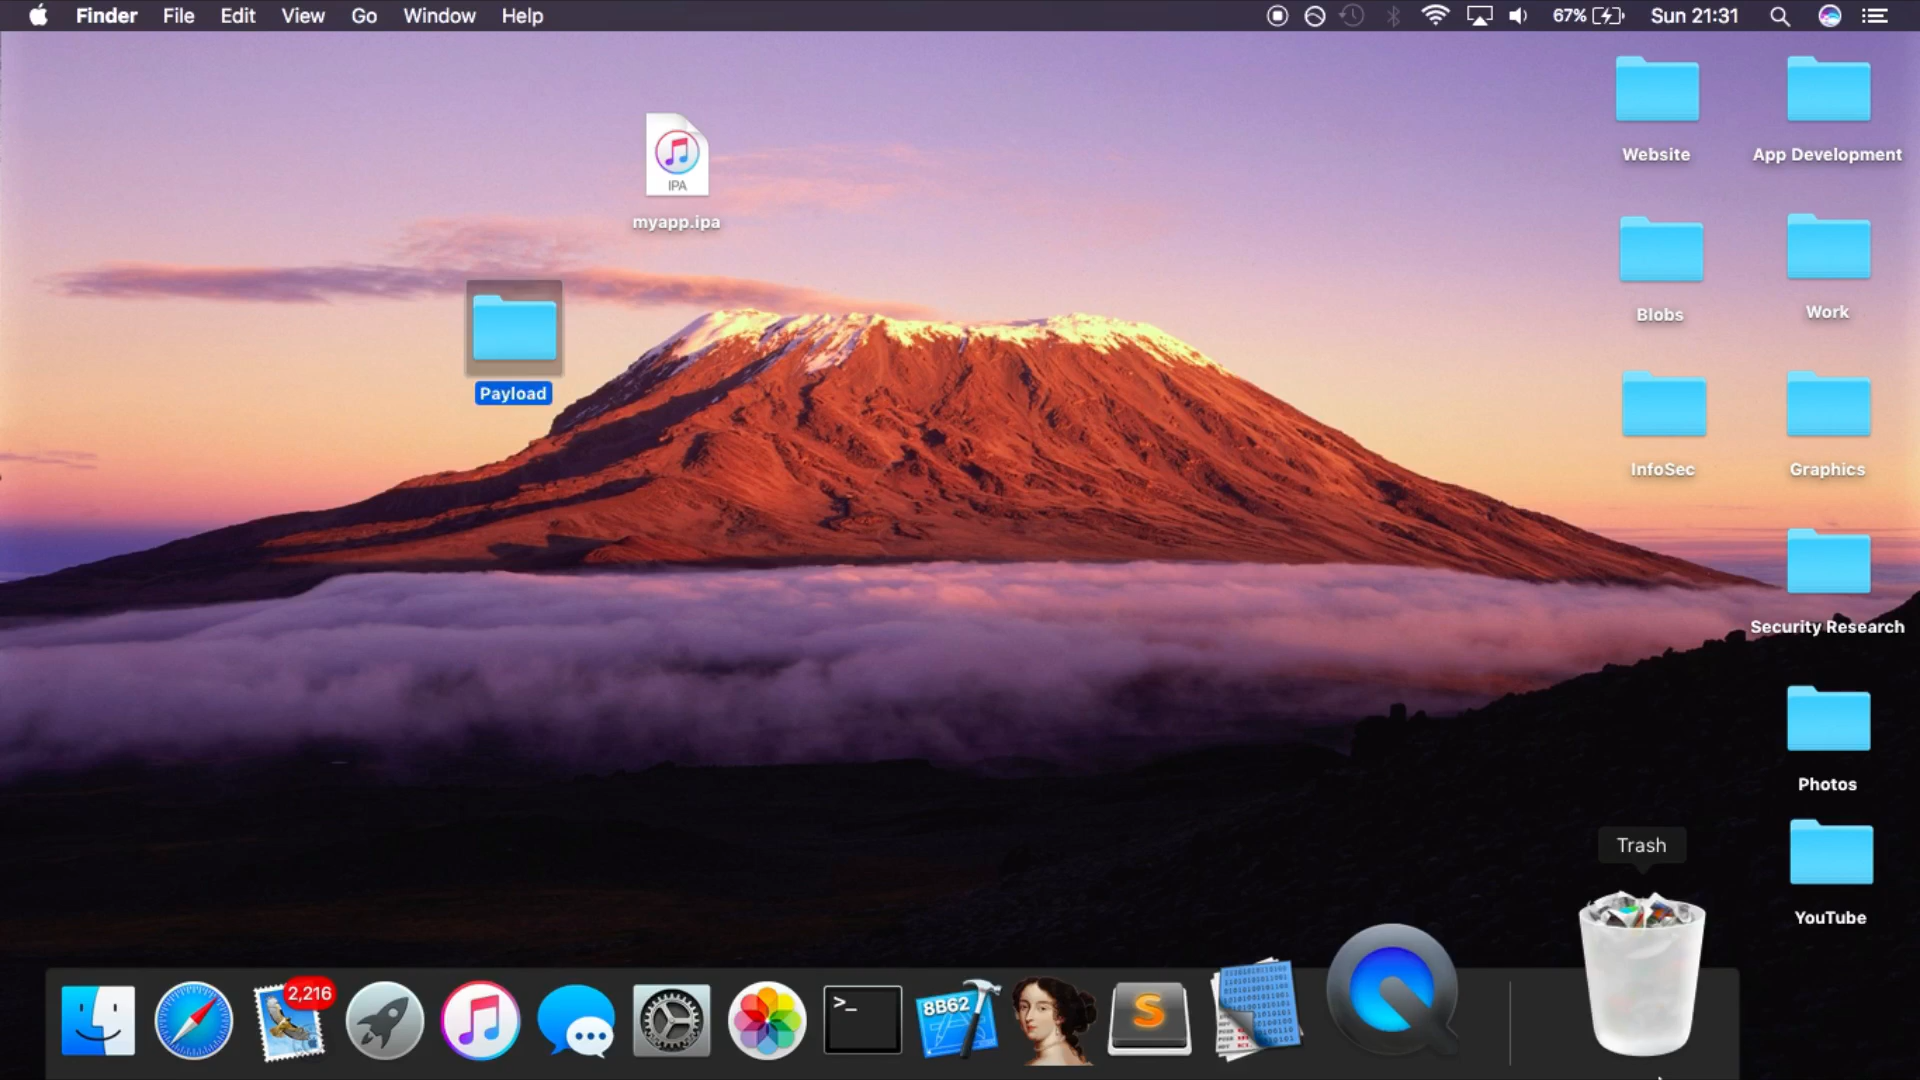 Finder File Edit View Go Window Help 67% Sun 21:31
Website App Development
IPA
myapp.ipa
Blobs Work
Payload
InfoSec Graphics
Security Research
Photos
Trash
YouTube
2,216
>_
8B62
S